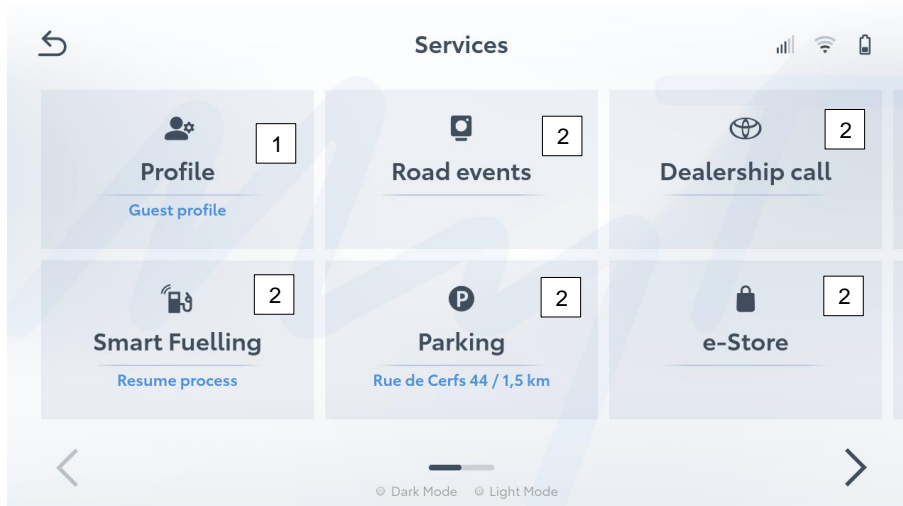 Services
1
Profile
Guest profile
2
Road events
2
Dealership call
2
Smart Fuelling
Resume process
2
Parking
Rue de Cerfs 44 / 1,5 km
2
e-Store
Dark Mode Light Mode